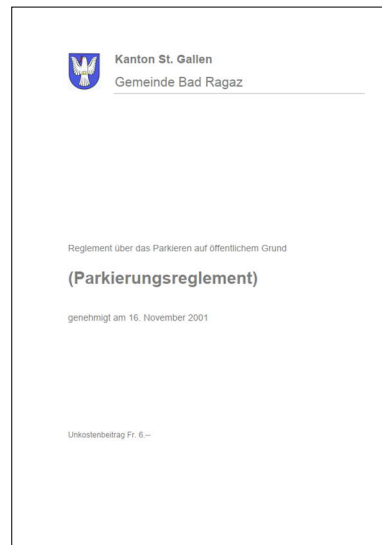 Kanton St. Gallen
Gemeinde Bad Ragaz
Reglement über das Parkieren auf öffentlichem Grund
(Parkierungsreglement)
genehmigt am 16. November 2001
Unkostenbeitrag Fr. 6.--